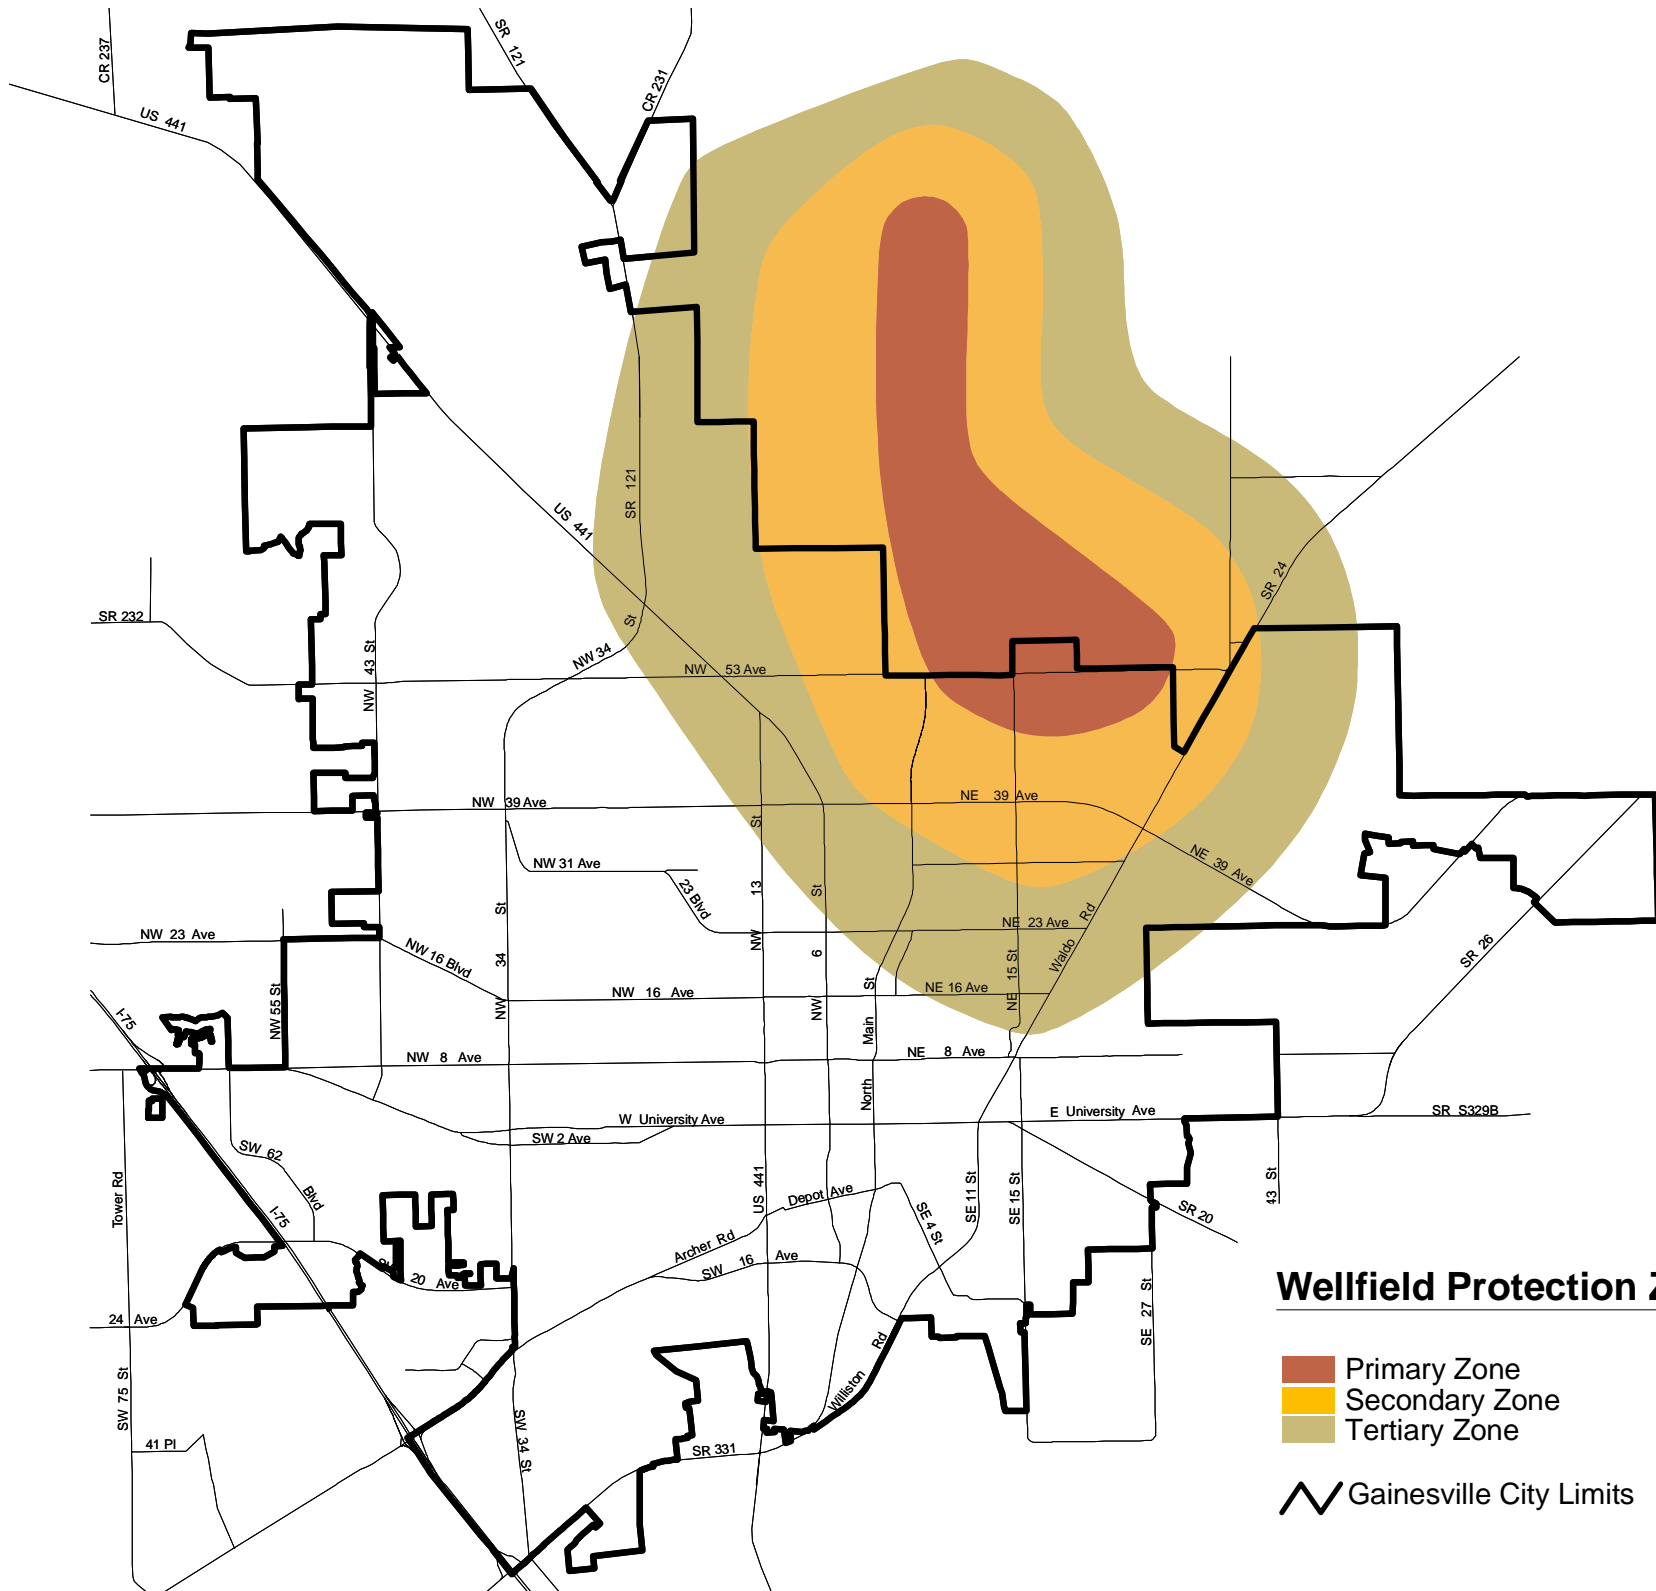 CR 237
SR 121
CR 231
US 441
SR 121
US 441
SR 24
SR 232
NW 43 St
NW 34 St
NW 53 Ave
NW 39 Ave
NE 39 Ave
NW 13 St
NW 31 Ave
23 Blvd
NW 6 St
NE 39 Ave
NW 34 St
NE 23 Ave
Waldo Rd
NW 23 Ave
NW 16 Blvd
SR 26
NW 55 St
NE 15 St
NW 16 Ave
NE 16 Ave
I-75
North Main St
NW 8 Ave
NE 8 Ave
W University Ave
E University Ave
SR S329B
SW 2 Ave
SW 62 Blvd
Tower Rd
I-75
US 441
Depot Ave
SE 4 St
SE 11 St
SE 15 St
SR 20
43 St
Archer Rd
SW 16 Ave
20 Ave
24 Ave
SE 27 St
Wellfield Protection
Williston Rd
Primary Zone
SW 75 St
Secondary Zone
SW 34 St
Tertiary Zone
41 Pl
SR 331
Gainesville City Limits